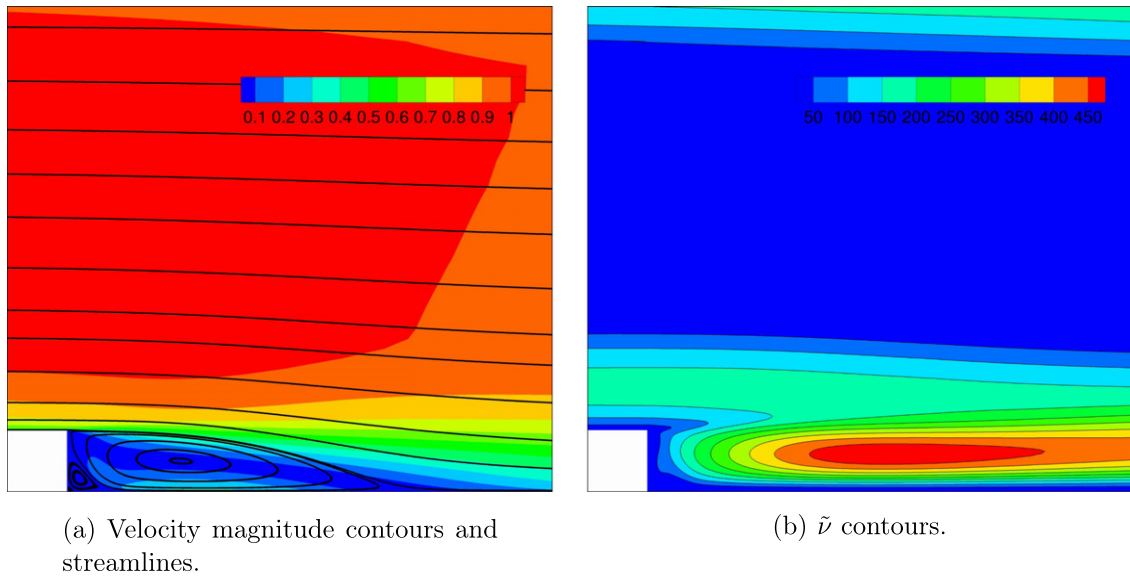 0.1 0.2 0.3 0.4 0.5 0.6 0.7 0.8 0.9 1
50 100 150 200 250 300 350 400 450
(a) Velocity magnitude contours and
streamlines.
(b) ν̃ contours.